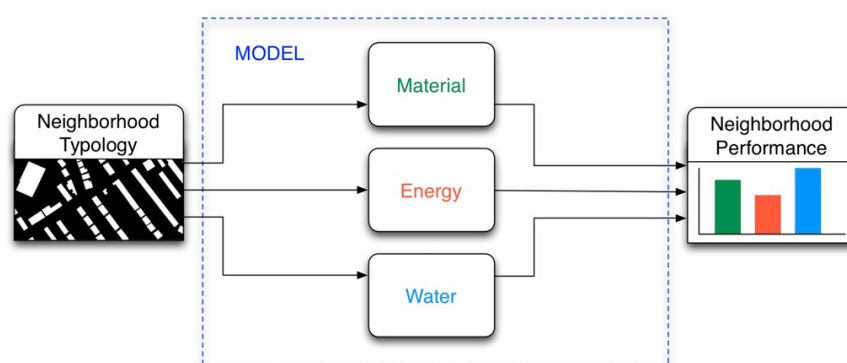 MODEL
Material
Neighborhood
Typology
Energy
Neighborhood
Performance
Water